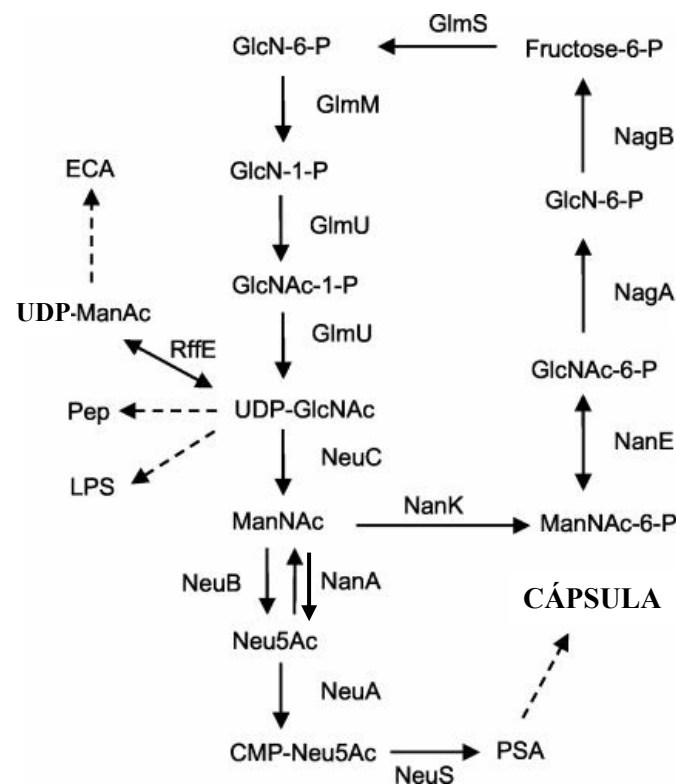 GlmS
GlcN-6-P
Fructose-6-P
GlmM
NagB
ECA
GlcN-1-P
GlcN-6-P
GlmU
NagA
GlcNAc-1-P
UDP-ManAc
GlmU
RffE
GlcNAc-6-P
Pep
UDP-GlcNAc
NanE
NeuC
LPS
NanK
ManNAc
ManNAc-6-P
NeuB
NanA
CÁPSULA
Neu5Ac
NeuA
CMP-Neu5Ac
PSA
NeuS